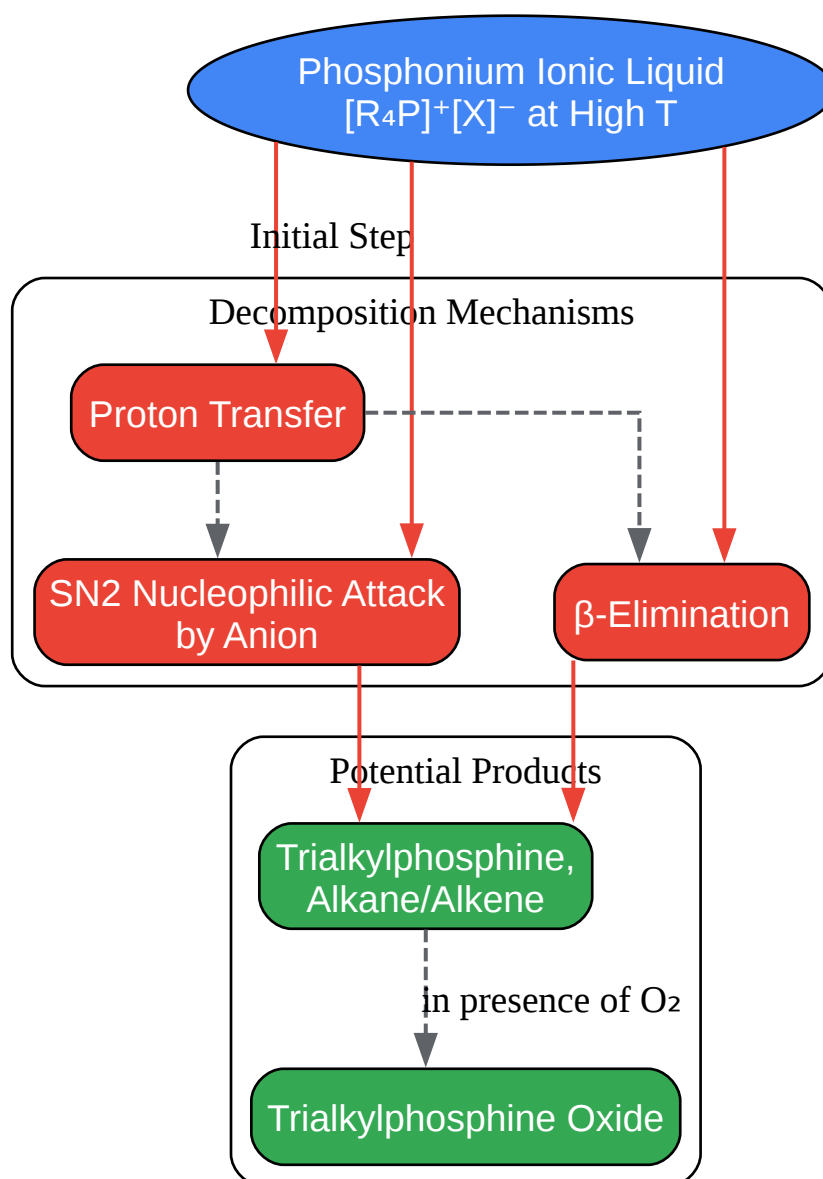 Phosphonium Ionic Liquid
[R₄P]⁺[X]⁻ at High T
Initial Step
Decomposition Mechanisms
Proton Transfer
SN2 Nucleophilic Attack
by Anion
β-Elimination
Potential Products
Trialkylphosphine,
Alkane/Alkene
in presence of O₂
Trialkylphosphine Oxide